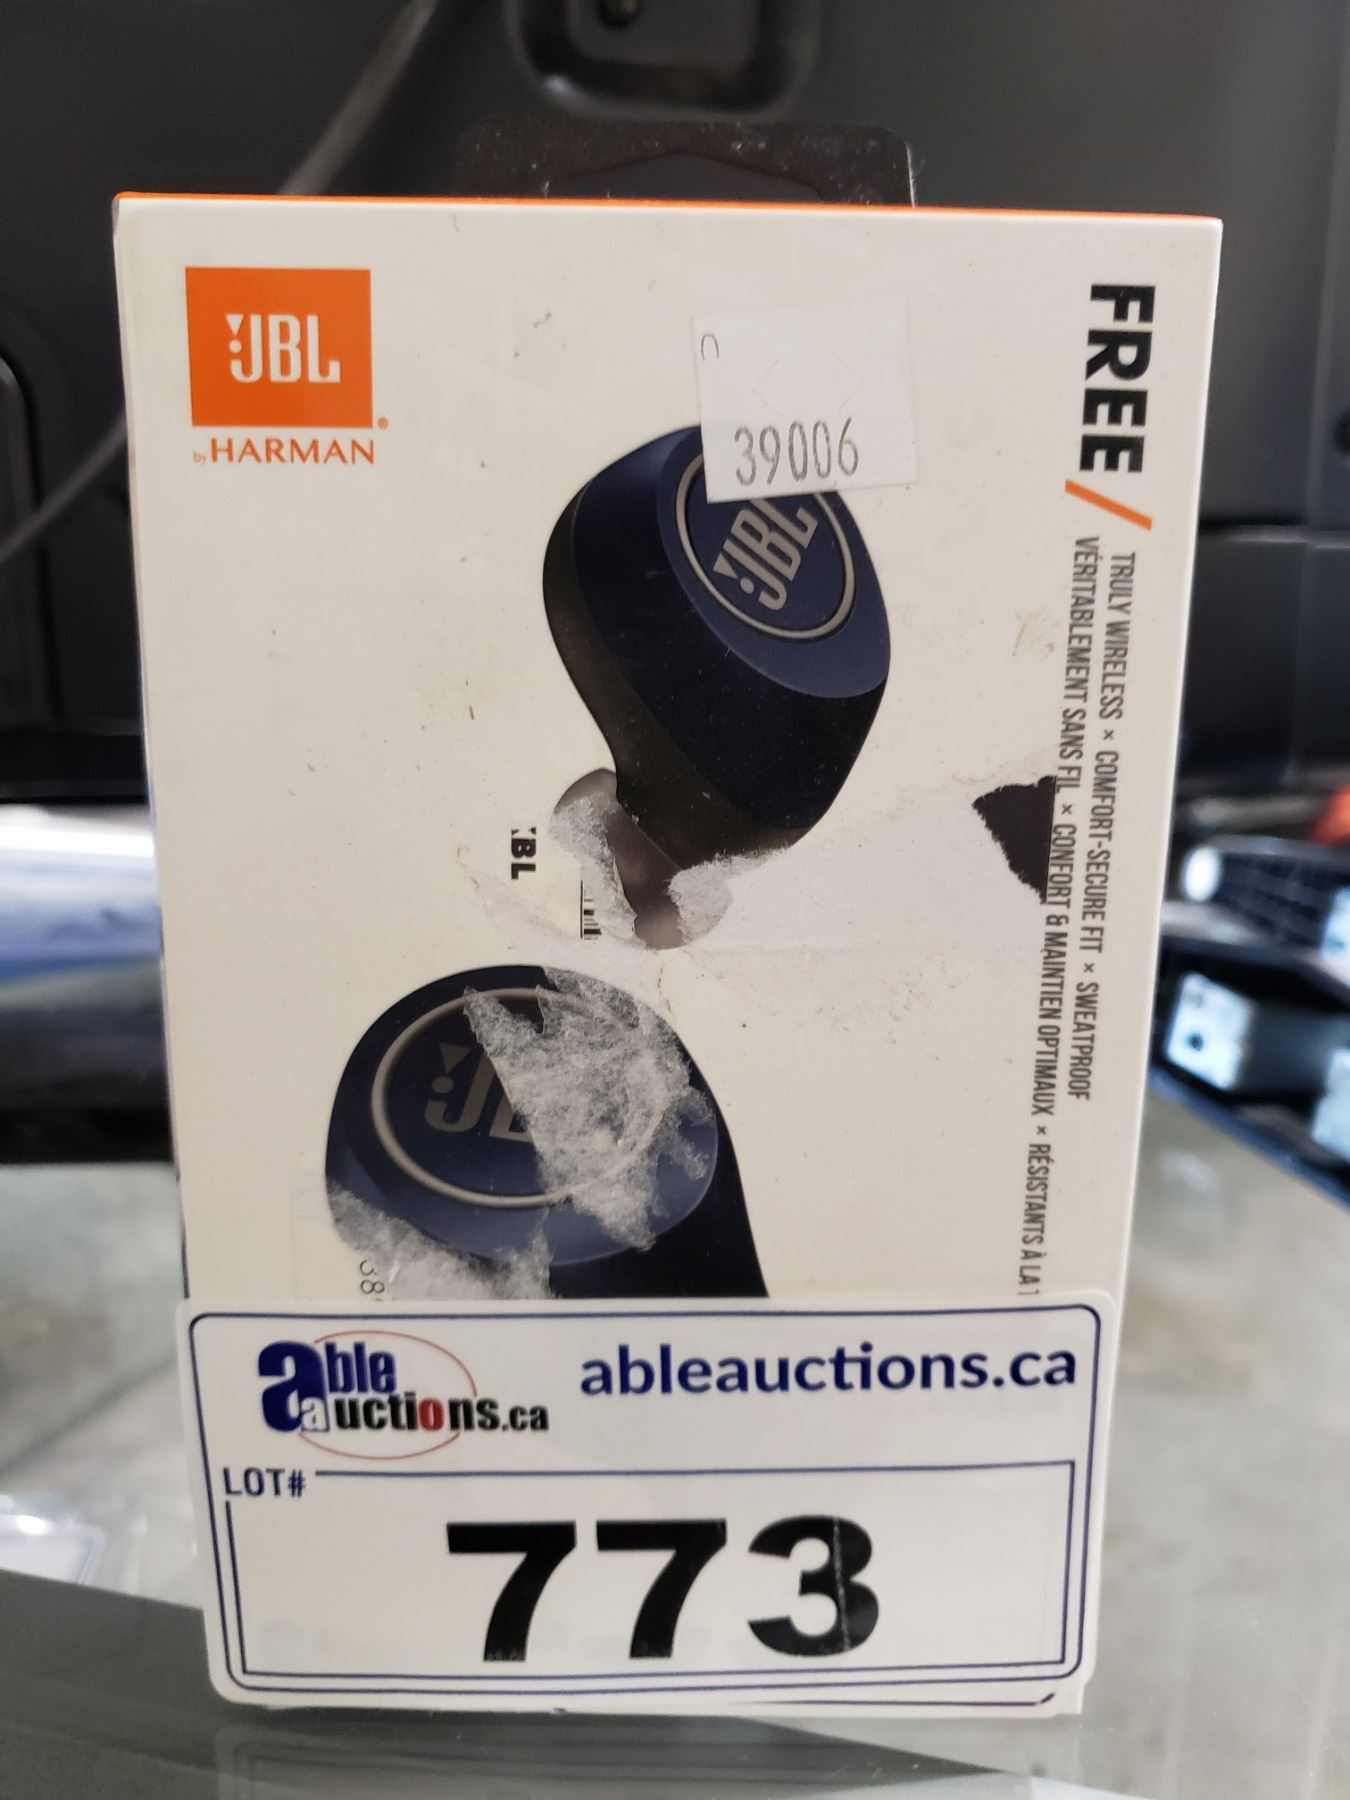 JBL
by HARMAN
39006
JBL
FREE/
TRULY WIRELESS × COMFORT-SECURE FIT × SWEATPROOF
VÉRITABLEMENT SANS FIL × CONFORT & MAINTIEN OPTIMAUX × RÉSISTANTS À LA
JBL
able
auctions.ca
ableauctions.ca
LOT#
773